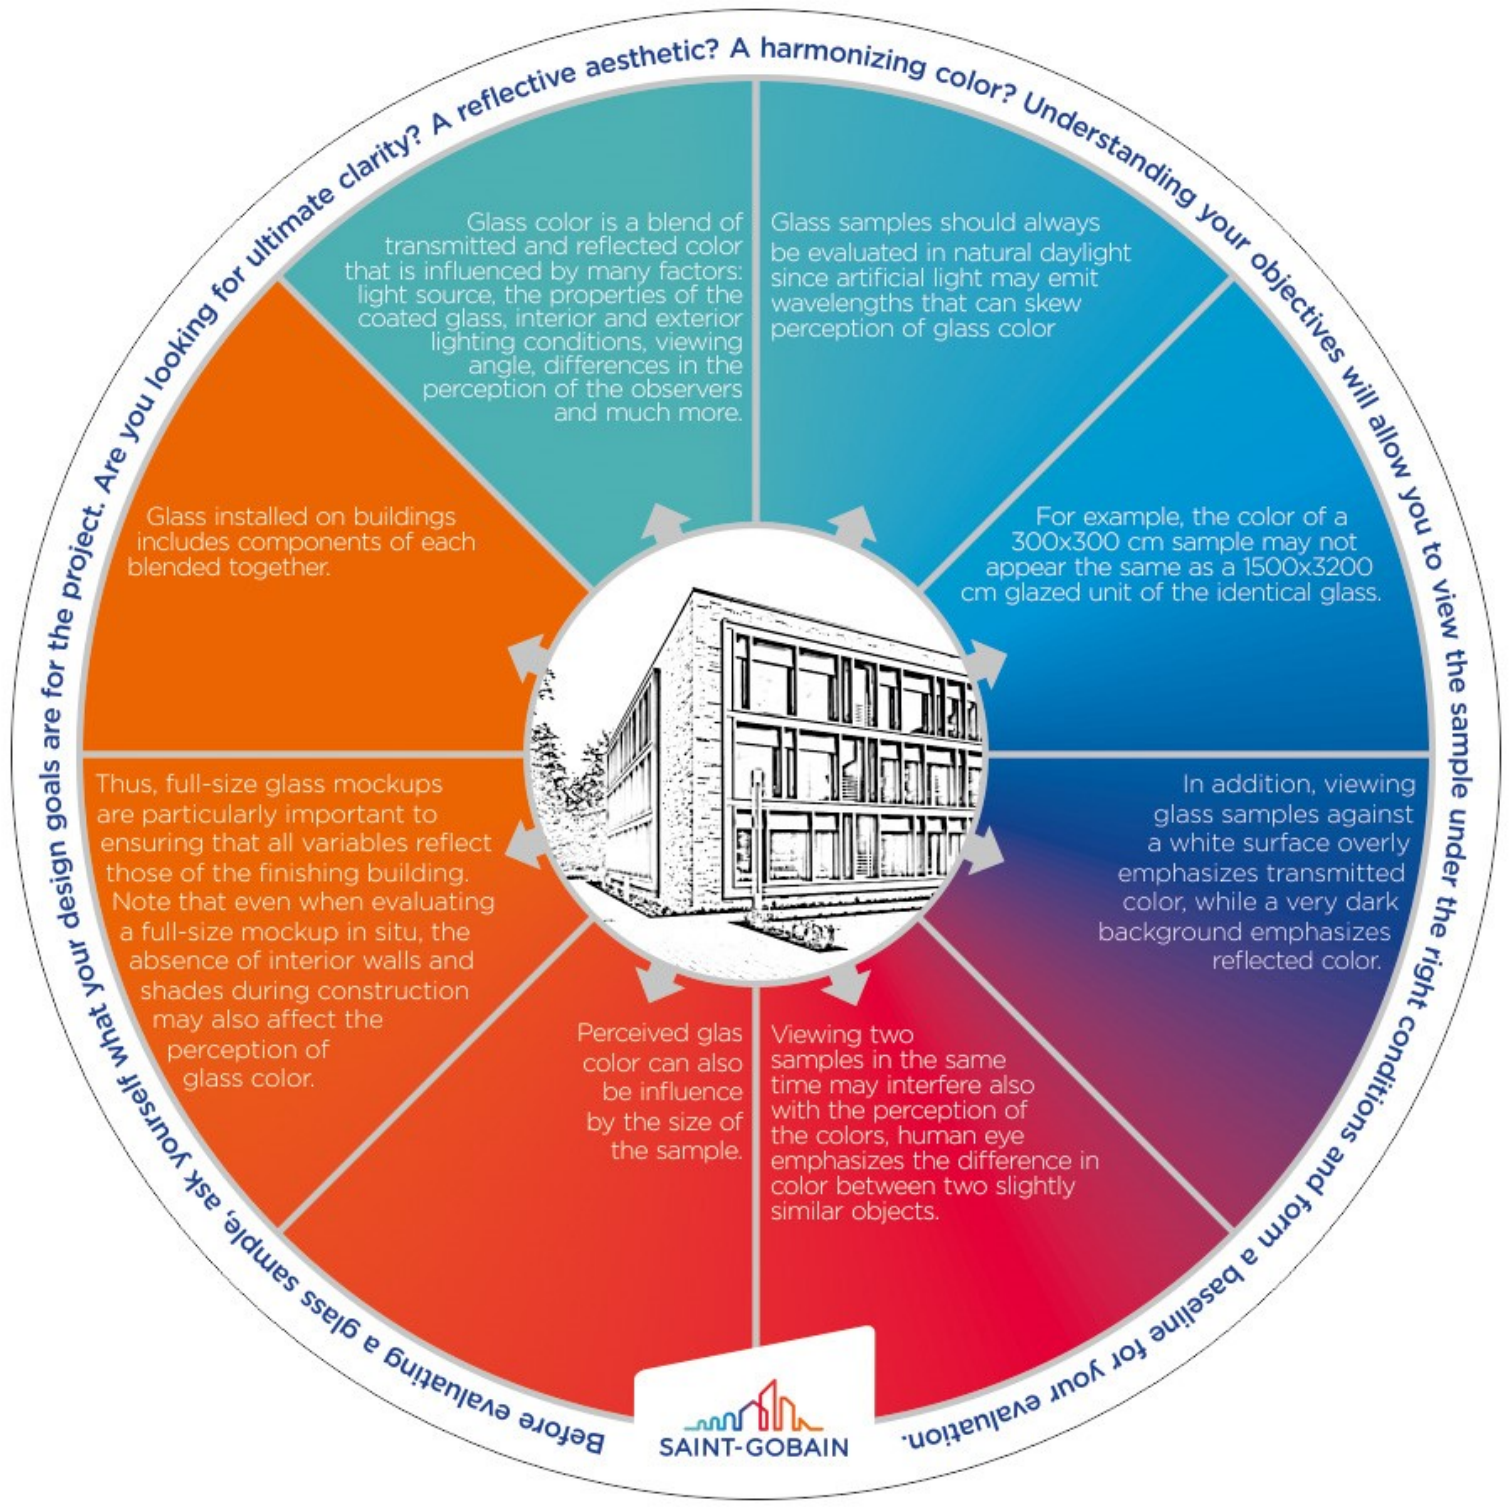 Before evaluating a glass sample, ask yourself what your design goals are for the project. Are you looking for ultimate clarity? A reflective aesthetic? A harmonizing color? Understanding your objectives will allow you to view the sample under the right conditions and form a baseline for your evaluation.
Glass color is a blend of
transmitted and reflected color
that is influenced by many factors:
light source, the properties of the
coated glass, interior and exterior
lighting conditions, viewing
angle, differences in the
perception of the observers
and much more.
Glass samples should always
be evaluated in natural daylight
since artificial light may emit
wavelengths that can skew
perception of glass color
For example, the color of a
300x300 cm sample may not
appear the same as a 1500x3200
cm glazed unit of the identical glass.
In addition, viewing
glass samples against
a white surface overly
emphasizes transmitted
color, while a very dark
background emphasizes
reflected color.
Viewing two
samples in the same
time may interfere also
with the perception of
the colors, human eye
emphasizes the difference in
color between two slightly
similar objects.
Perceived glas
color can also
be influence
by the size of
the sample.
Thus, full-size glass mockups
are particularly important to
ensuring that all variables reflect
those of the finishing building.
Note that even when evaluating
a full-size mockup in situ, the
absence of interior walls and
shades during construction
may also affect the
perception of
glass color.
Glass installed on buildings
includes components of each
blended together.
SAINT-GOBAIN